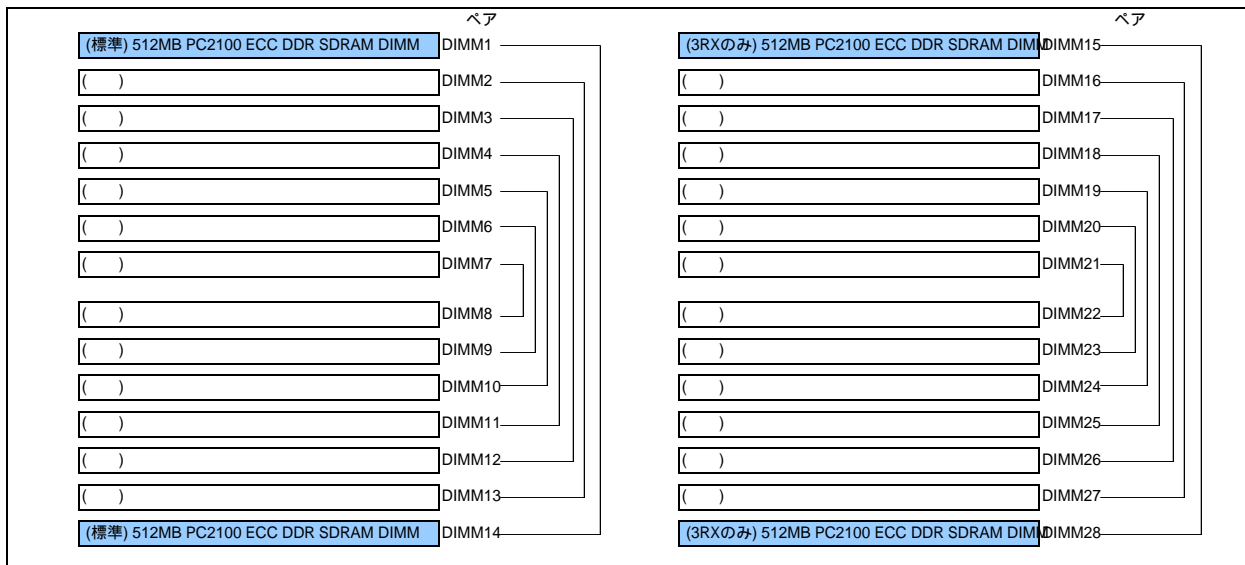 ペア
(標準) 512MB PC2100 ECC DDR SDRAM DIMM DIMM1
( ) DIMM2
( ) DIMM3
( ) DIMM4
( ) DIMM5
( ) DIMM6
( ) DIMM7
( ) DIMM8
( ) DIMM9
( ) DIMM10
( ) DIMM11
( ) DIMM12
( ) DIMM13
(標準) 512MB PC2100 ECC DDR SDRAM DIMM DIMM14
ペア
(3RXのみ) 512MB PC2100 ECC DDR SDRAM DIMM DIMM15
( ) DIMM16
( ) DIMM17
( ) DIMM18
( ) DIMM19
( ) DIMM20
( ) DIMM21
( ) DIMM22
( ) DIMM23
( ) DIMM24
( ) DIMM25
( ) DIMM26
( ) DIMM27
(3RXのみ) 512MB PC2100 ECC DDR SDRAM DIMM DIMM28